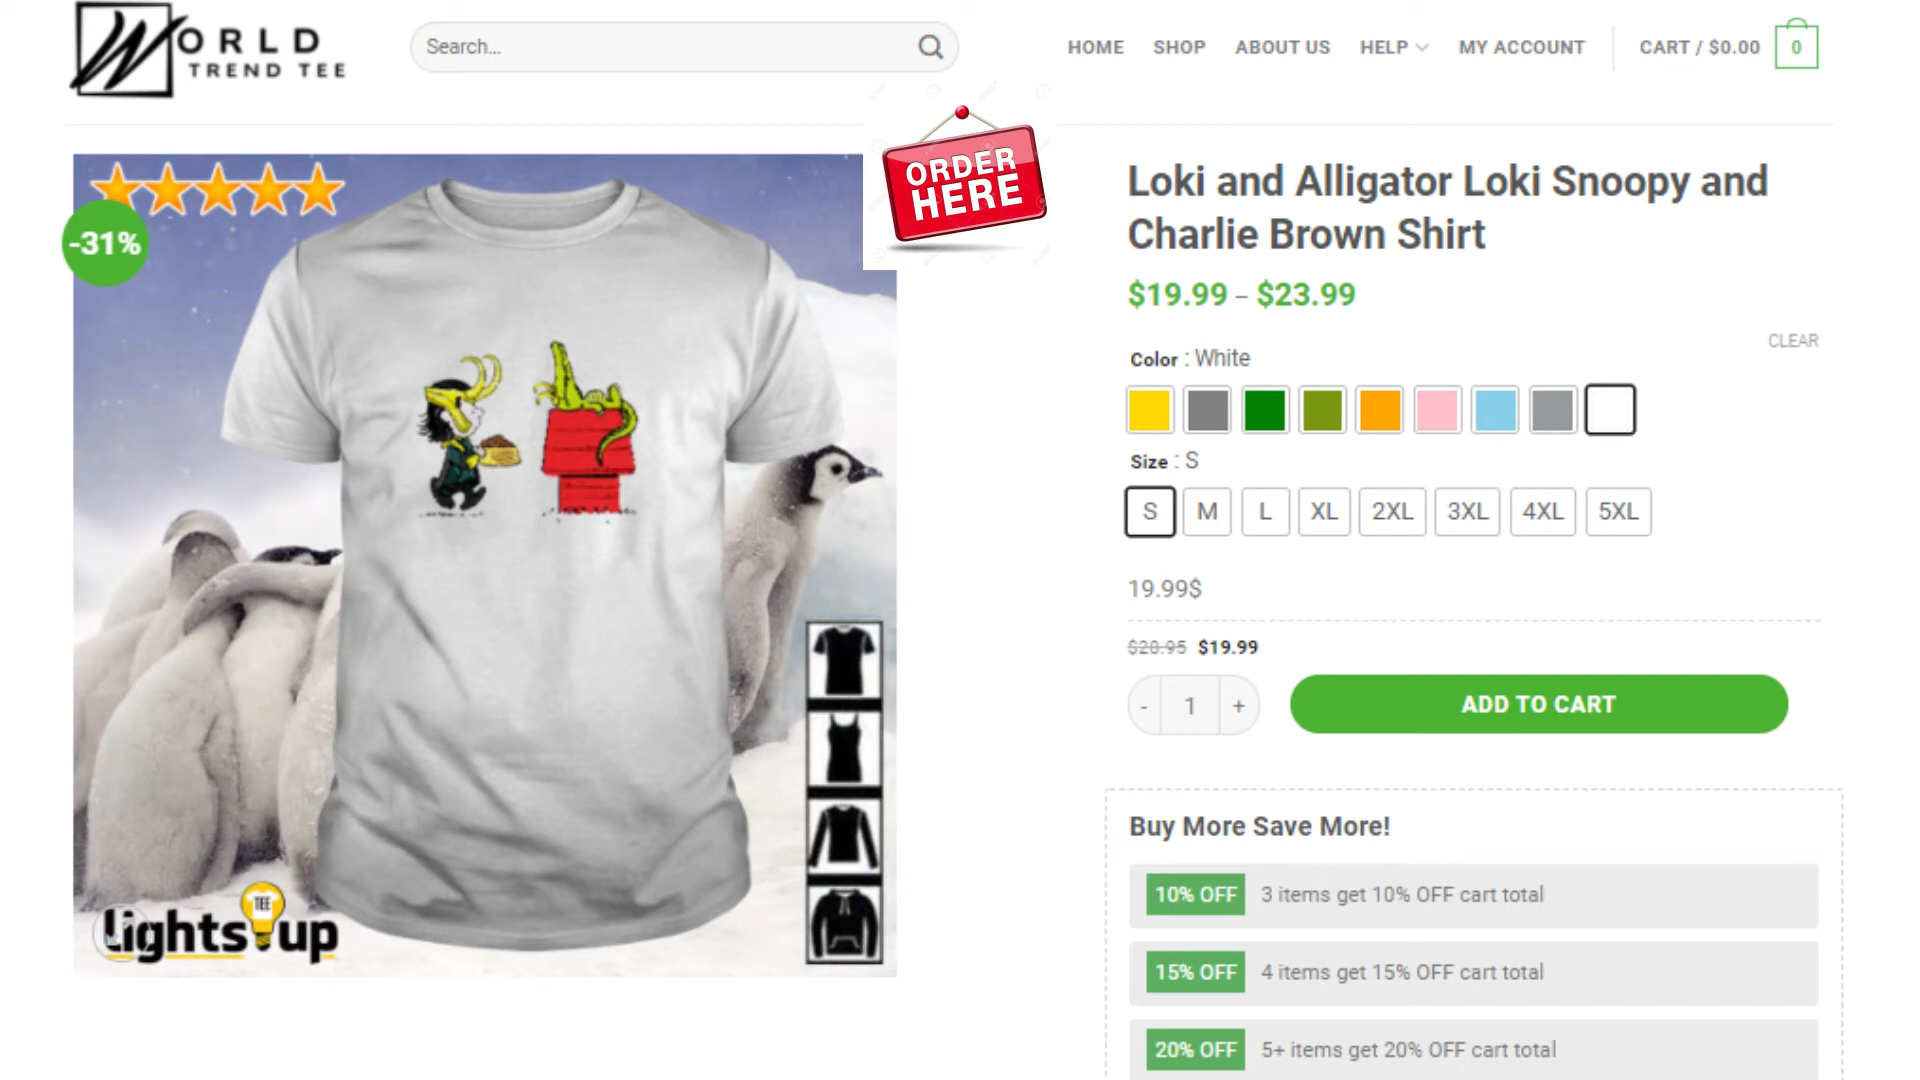 WORLD
TREND TEE
Search...
HOME
SHOP
ABOUT US
HELP
MY ACCOUNT
CART / $0.00
0
ORDER
HERE
-31%
TEE
Lights up
Loki and Alligator Loki Snoopy and
Charlie Brown Shirt
$19.99 – $23.99
CLEAR
Color : White
Size : S
S M L XL 2XL 3XL 4XL 5XL
19.99$
$28.95 $19.99
- 1 +
ADD TO CART
Buy More Save More!
10% OFF 3 items get 10% OFF cart total
15% OFF 4 items get 15% OFF cart total
20% OFF 5+ items get 20% OFF cart total